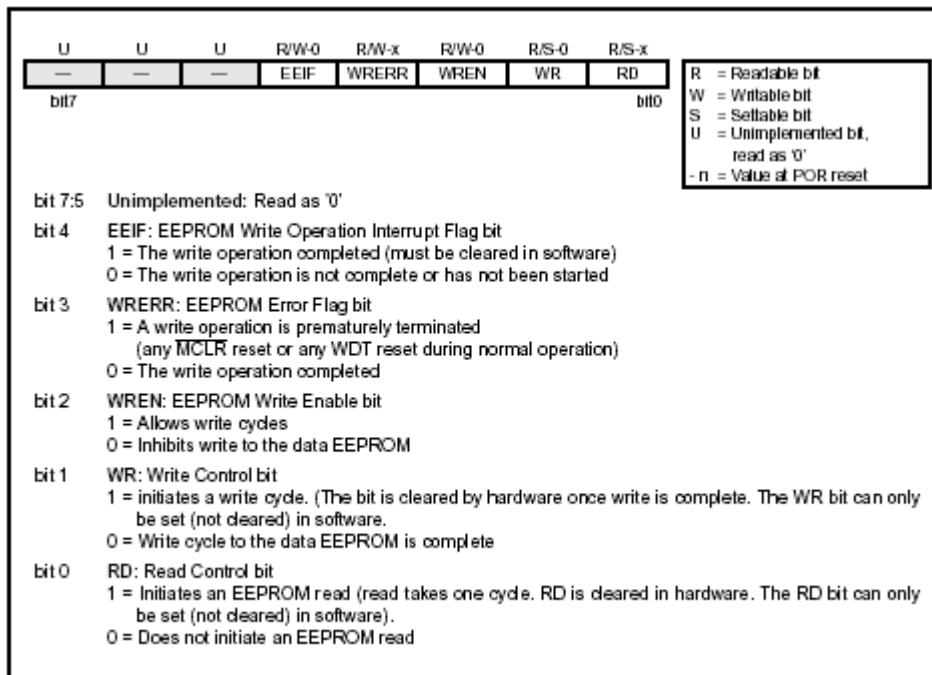 U U U R/W-0 R/W-x R/W-0 R/S-0 R/S-x
— — — EEIF WRERR WREN WR RD
bit7 bit0
R = Readable bit
W = Writable bit
S = Settable bit
U = Unimplemented bit,
read as ‘0’
- n = Value at POR reset
bit 7:5 Unimplemented: Read as '0'
bit 4 EEIF: EEPROM Write Operation Interrupt Flag bit
1 = The write operation completed (must be cleared in software)
0 = The write operation is not complete or has not been started
bit 3 WRERR: EEPROM Error Flag bit
1 = A write operation is prematurely terminated
(any MCLR reset or any WDT reset during normal operation)
0 = The write operation completed
bit 2 WREN: EEPROM Write Enable bit
1 = Allows write cycles
0 = Inhibits write to the data EEPROM
bit 1 WR: Write Control bit
1 = initiates a write cycle. (The bit is cleared by hardware once write is complete. The WR bit can only
be set (not cleared) in software.
0 = Write cycle to the data EEPROM is complete
bit 0 RD: Read Control bit
1 = Initiates an EEPROM read (read takes one cycle. RD is cleared in hardware. The RD bit can only
be set (not cleared) in software).
0 = Does not initiate an EEPROM read